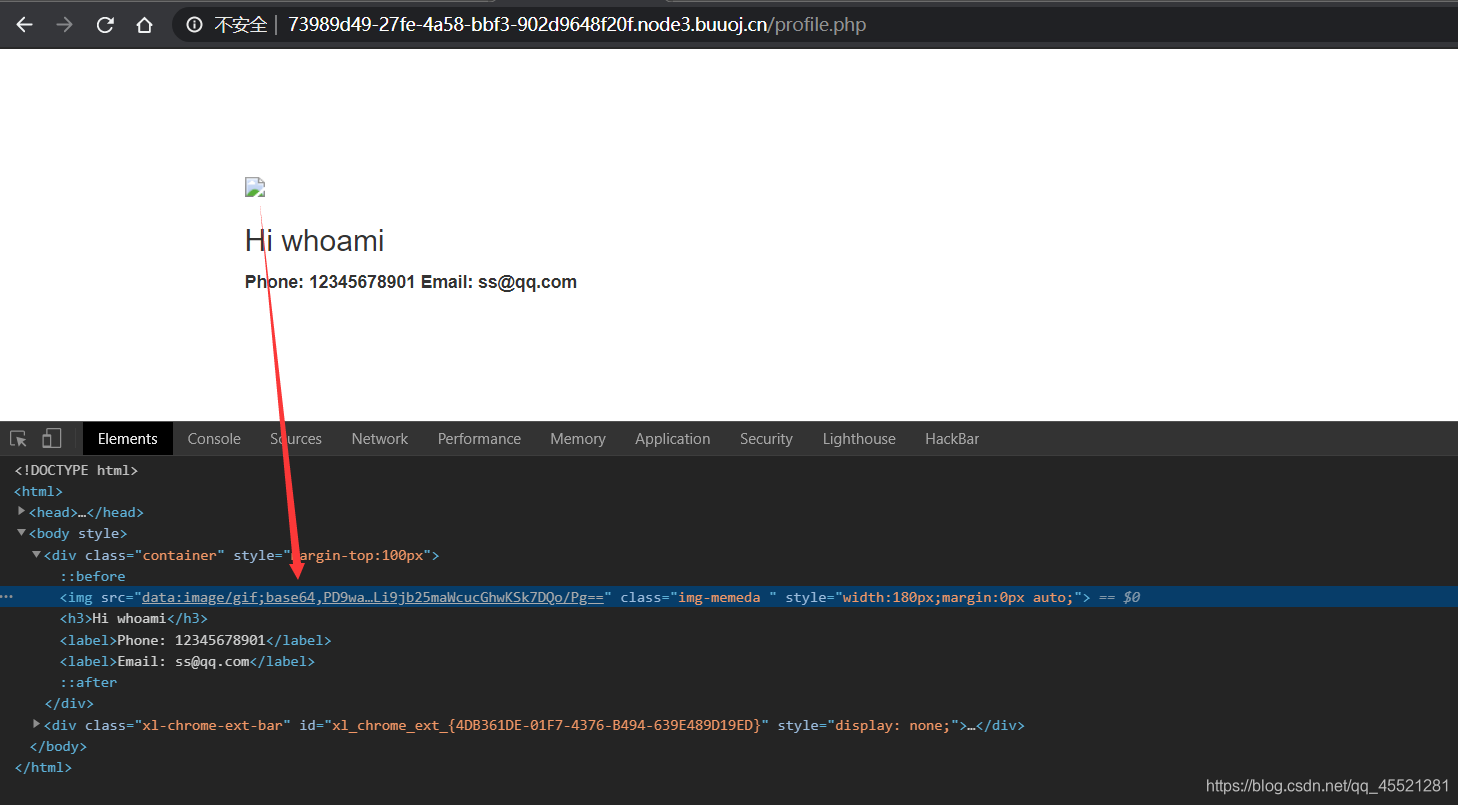 不安全 | 73989d49-27fe-4a58-bbf3-902d9648f20f.node3.buuoj.cn/profile.php
Hi whoami
Phone: 12345678901 Email: ss@qq.com
Elements Console Sources Network Performance Memory Application Security Lighthouse HackBar
<!DOCTYPE html>
<html>
<head>…</head>
<body style>
<div class="container" style="margin-top:100px">
::before
<img src="data:image/gif;base64,PD9wa…Li9jb25maWcucGhwKSk7DQo/Pg==" class="img-memeda " style="width:180px;margin:0px auto;"> == $0
<h3>Hi whoami</h3>
<label>Phone: 12345678901</label>
<label>Email: ss@qq.com</label>
::after
</div>
<div class="xl-chrome-ext-bar" id="xl_chrome_ext_{4DB361DE-01F7-4376-B494-639E489D19ED}" style="display: none;">…</div>
</body>
</html>
https://blog.csdn.net/qq_45521281